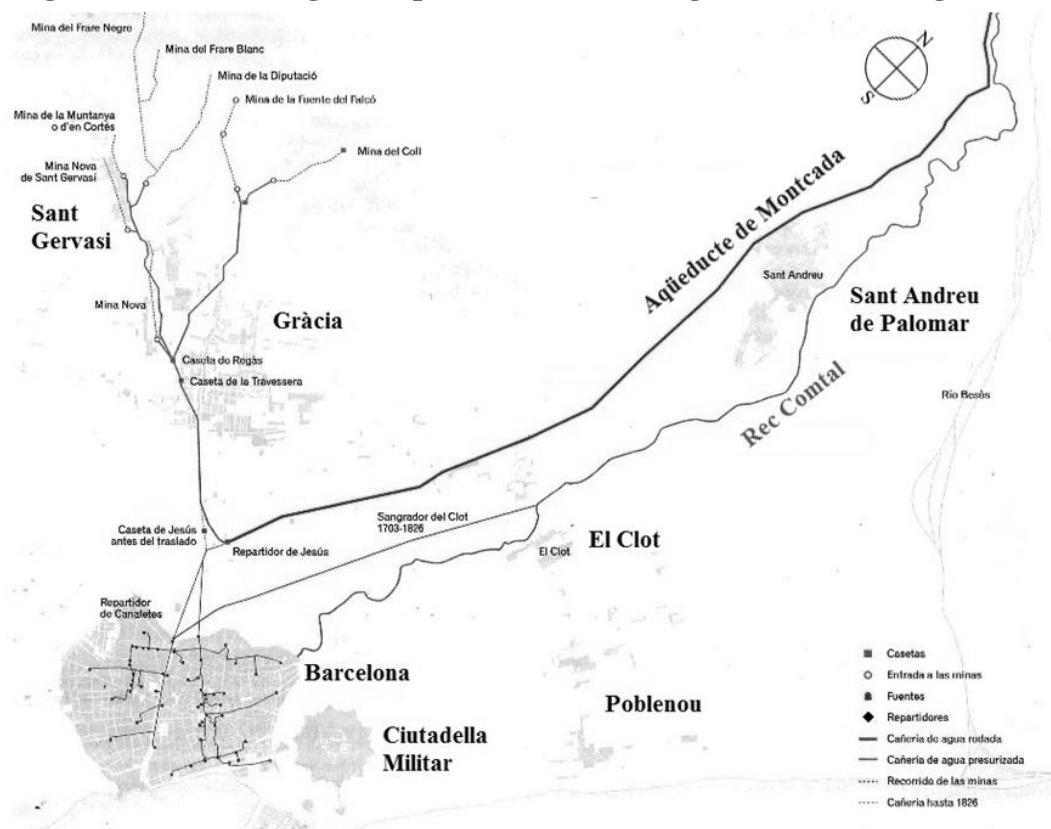 Mina del Frare Negre
Mina del Frare Blanc
Mina de la Diputació
Mina de la Fuente del Falcó
Mina de la Muntanya
o d'en Cortés
Mina del Coll
Mina Nova
de Sant Gervasi
Sant
Gervasi
N
S
Aqüeducte de Montcada
Sant Andreu
Sant Andreu
de Palomar
Mina Nova
Gràcia
Caseta de Regàs
Caseta de la Travessera
Rec Comtal
Río Besòs
Caseta de Jesús
antes del traslado
Sangrador del Clot
1703-1826
Repartidor de Jesús
El Clot
El Clot
Repartidor
de Canaletes
Barcelona
Poblenou
Ciutadella
Militar
Casetas
Entrada a las minas
Fuentes
Repartidores
Cañería de agua rodada
Cañería de agua presurizada
Recorrido de las minas
Cañería hasta 1826